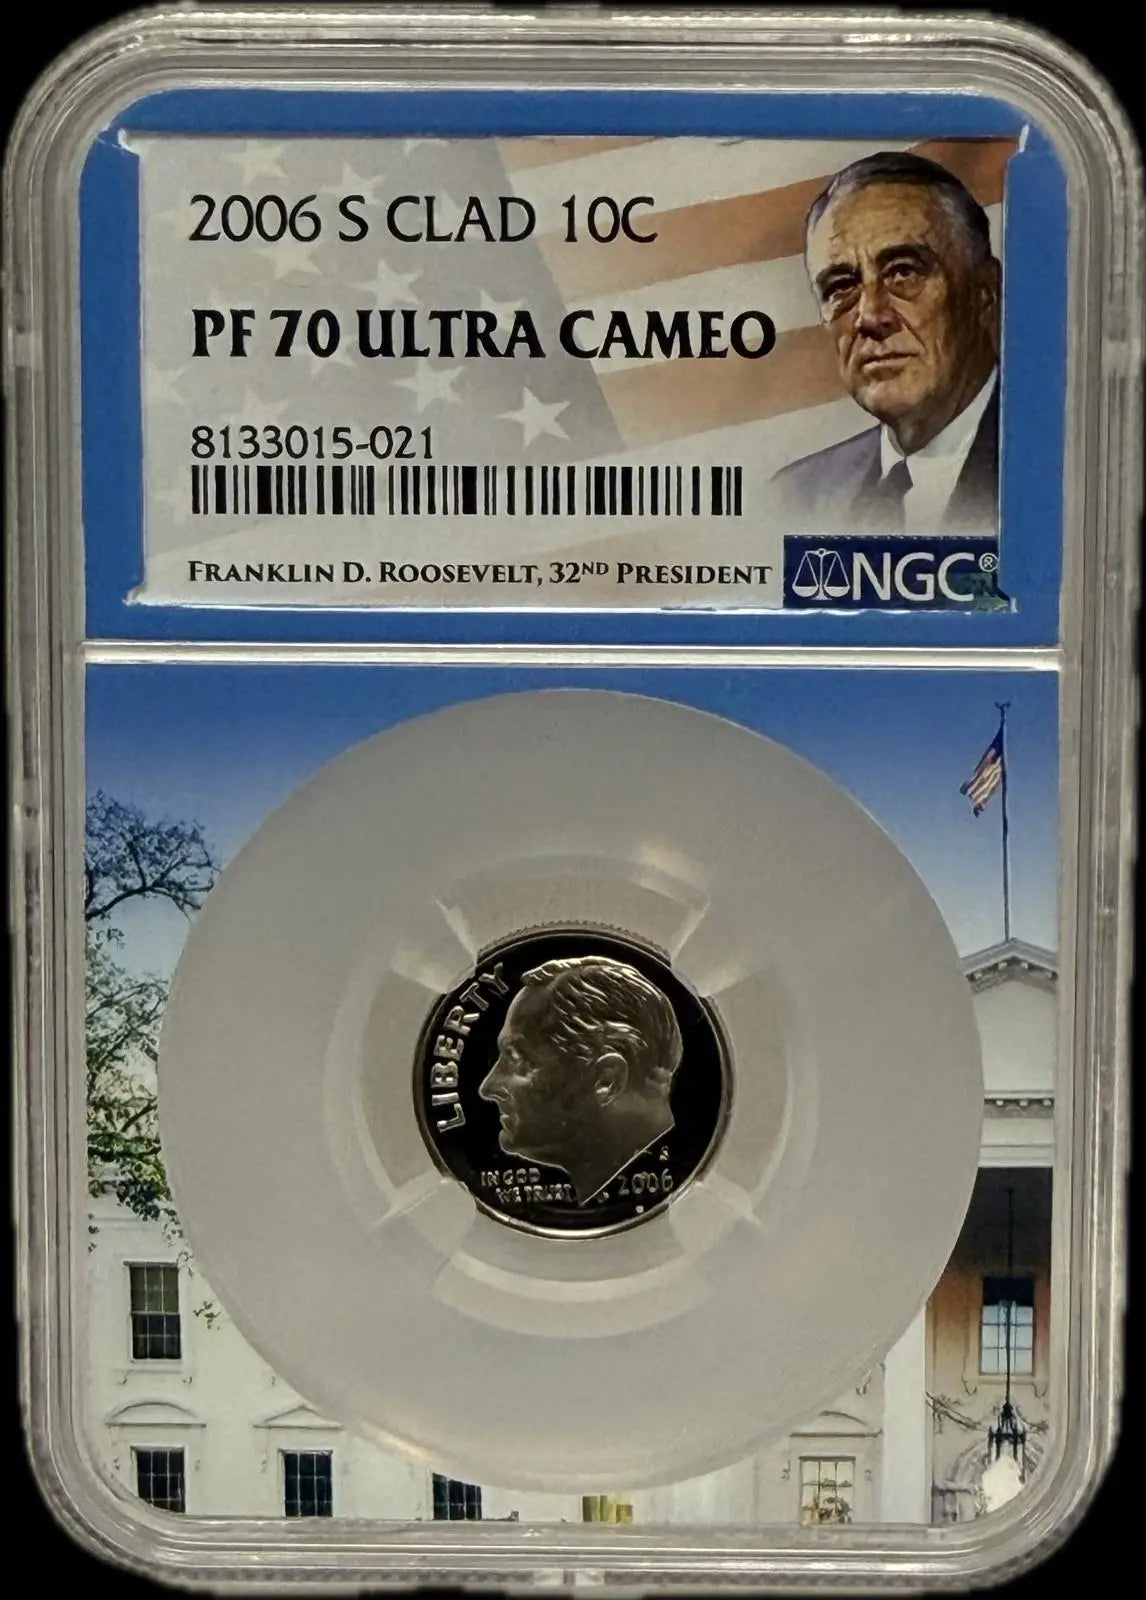 2006 S CLAD 10C
PF 70 ULTRA CAMEO
8133015-021
FRANKLIN D. ROOSEVELT, 32ND PRESIDENT
NGC®
LIBERTY
IN GOD
WE TRUST
S
2006